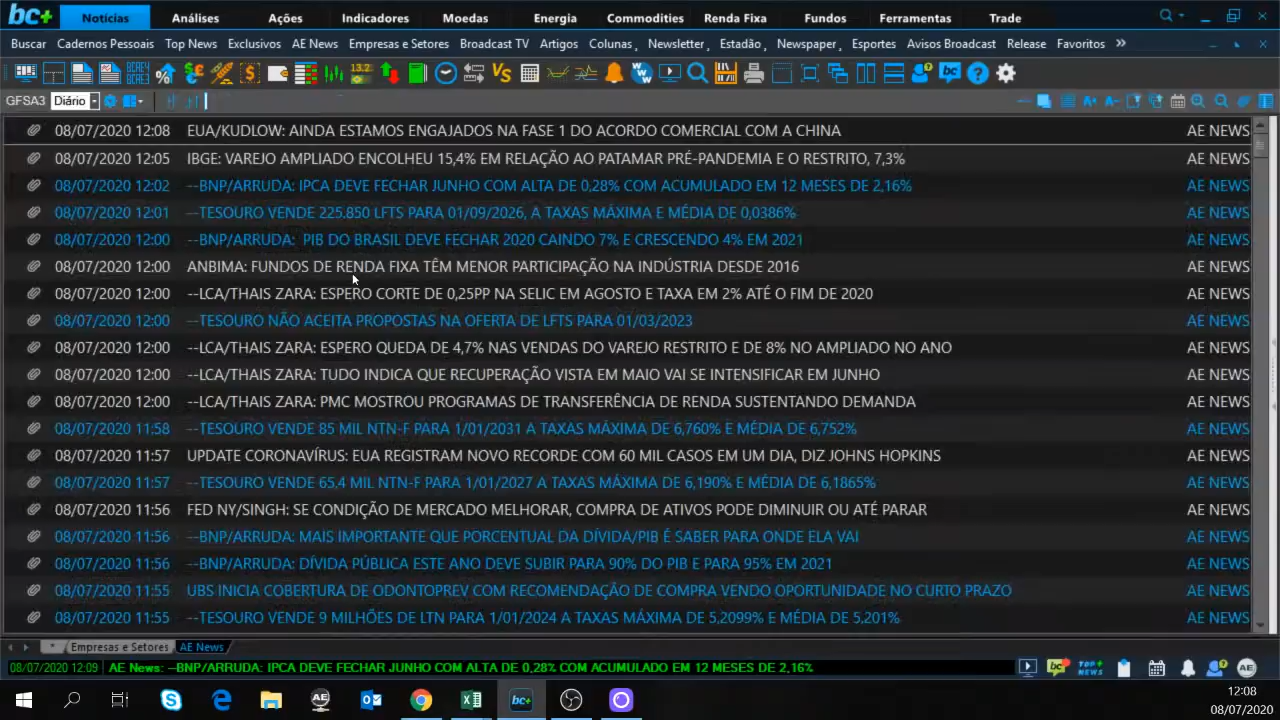 bc+ Notícias Análises Ações Indicadores Moedas Energia Commodities Renda Fixa Fundos Ferramentas Trade
Buscar Cadernos Pessoais Top News Exclusivos AE News Empresas e Setores Broadcast TV Artigos Colunas Newsletter Estadão Newspaper Esportes Avisos Broadcast Release Favoritos »
GFSA3 Diário
08/07/2020 12:08 EUA/KUDLOW: AINDA ESTAMOS ENGAJADOS NA FASE 1 DO ACORDO COMERCIAL COM A CHINA AE NEWS
08/07/2020 12:05 IBGE: VAREJO AMPLIADO ENCOLHEU 15,4% EM RELAÇÃO AO PATAMAR PRÉ-PANDEMIA E O RESTRITO, 7,3% AE NEWS
08/07/2020 12:02 --BNP/ARRUDA: IPCA DEVE FECHAR JUNHO COM ALTA DE 0,28% COM ACUMULADO EM 12 MESES DE 2,16% AE NEWS
08/07/2020 12:01 --TESOURO VENDE 225.850 LFTS PARA 01/09/2026, A TAXAS MÁXIMA E MÉDIA DE 0,0386% AE NEWS
08/07/2020 12:00 --BNP/ARRUDA: PIB DO BRASIL DEVE FECHAR 2020 CAINDO 7% E CRESCENDO 4% EM 2021 AE NEWS
08/07/2020 12:00 ANBIMA: FUNDOS DE RENDA FIXA TÊM MENOR PARTICIPAÇÃO NA INDÚSTRIA DESDE 2016 AE NEWS
08/07/2020 12:00 --LCA/THAIS ZARA: ESPERO CORTE DE 0,25PP NA SELIC EM AGOSTO E TAXA EM 2% ATÉ O FIM DE 2020 AE NEWS
08/07/2020 12:00 --TESOURO NÃO ACEITA PROPOSTAS NA OFERTA DE LFTS PARA 01/03/2023 AE NEWS
08/07/2020 12:00 --LCA/THAIS ZARA: ESPERO QUEDA DE 4,7% NAS VENDAS DO VAREJO RESTRITO E DE 8% NO AMPLIADO NO ANO AE NEWS
08/07/2020 12:00 --LCA/THAIS ZARA: TUDO INDICA QUE RECUPERAÇÃO VISTA EM MAIO VAI SE INTENSIFICAR EM JUNHO AE NEWS
08/07/2020 12:00 --LCA/THAIS ZARA: PMC MOSTROU PROGRAMAS DE TRANSFERÊNCIA DE RENDA SUSTENTANDO DEMANDA AE NEWS
08/07/2020 11:58 --TESOURO VENDE 85 MIL NTN-F PARA 1/01/2031 A TAXAS MÁXIMA DE 6,760% E MÉDIA DE 6,752% AE NEWS
08/07/2020 11:57 UPDATE CORONAVÍRUS: EUA REGISTRAM NOVO RECORDE COM 60 MIL CASOS EM UM DIA, DIZ JOHNS HOPKINS AE NEWS
08/07/2020 11:57 --TESOURO VENDE 65,4 MIL NTN-F PARA 1/01/2027 A TAXAS MÁXIMA DE 6,190% E MÉDIA DE 6,1865% AE NEWS
08/07/2020 11:56 FED NY/SINGH: SE CONDIÇÃO DE MERCADO MELHORAR, COMPRA DE ATIVOS PODE DIMINUIR OU ATÉ PARAR AE NEWS
08/07/2020 11:56 --BNP/ARRUDA: MAIS IMPORTANTE QUE PORCENTUAL DA DÍVIDA/PIB É SABER PARA ONDE ELA VAI AE NEWS
08/07/2020 11:56 --BNP/ARRUDA: DÍVIDA PÚBLICA ESTE ANO DEVE SUBIR PARA 90% DO PIB E PARA 95% EM 2021 AE NEWS
08/07/2020 11:55 UBS INICIA COBERTURA DE ODONTOPREV COM RECOMENDAÇÃO DE COMPRA VENDO OPORTUNIDADE NO CURTO PRAZO AE NEWS
08/07/2020 11:55 --TESOURO VENDE 9 MILHÕES DE LTN PARA 1/01/2024 A TAXAS MÁXIMA DE 5,2099% E MÉDIA DE 5,201% AE NEWS
* Empresas e Setores AE News
08/07/2020 12:09 AE News: --BNP/ARRUDA: IPCA DEVE FECHAR JUNHO COM ALTA DE 0,28% COM ACUMULADO EM 12 MESES DE 2,16% bc TOP+ NEWS AE
AE bc+ 12:08
08/07/2020